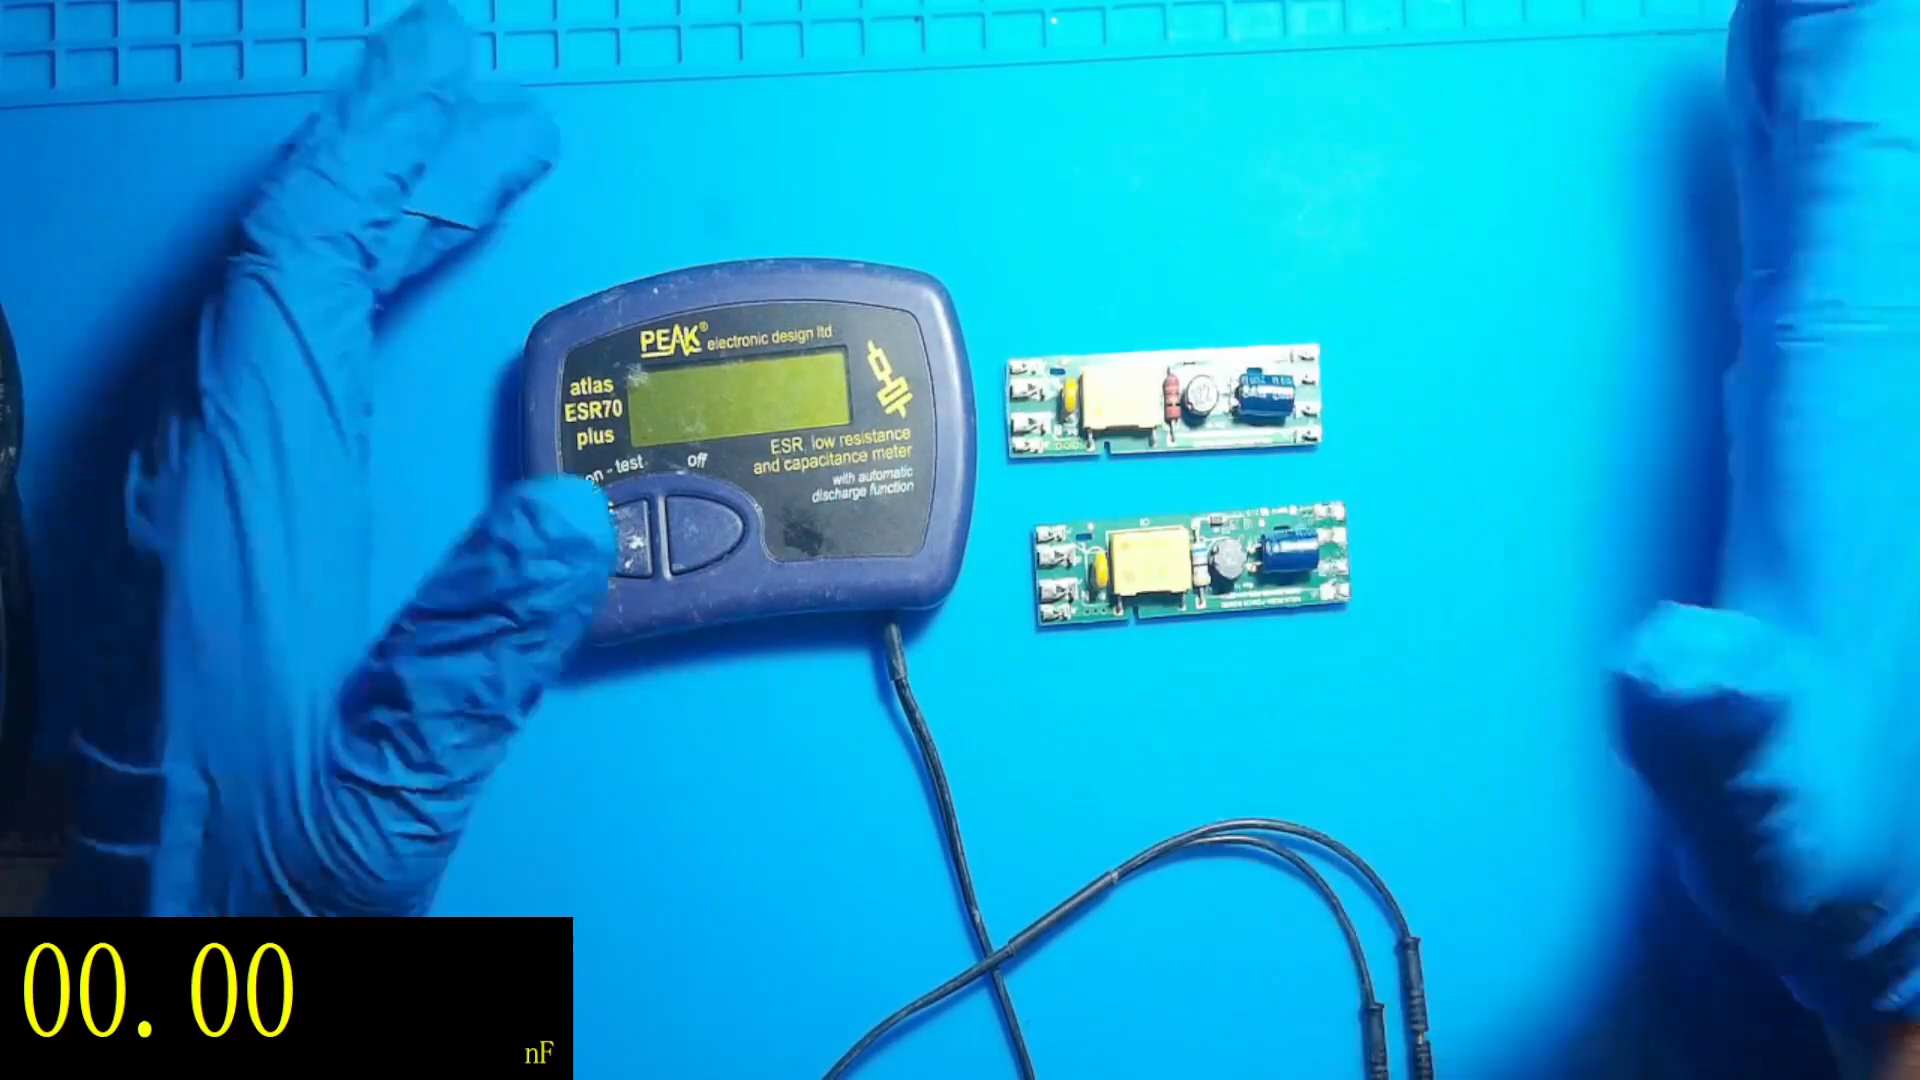 PEAK® electronic design ltd
atlas
ESR70
plus
on - test
off
ESR, low resistance
and capacitance meter
with automatic
discharge function
00.00
nF